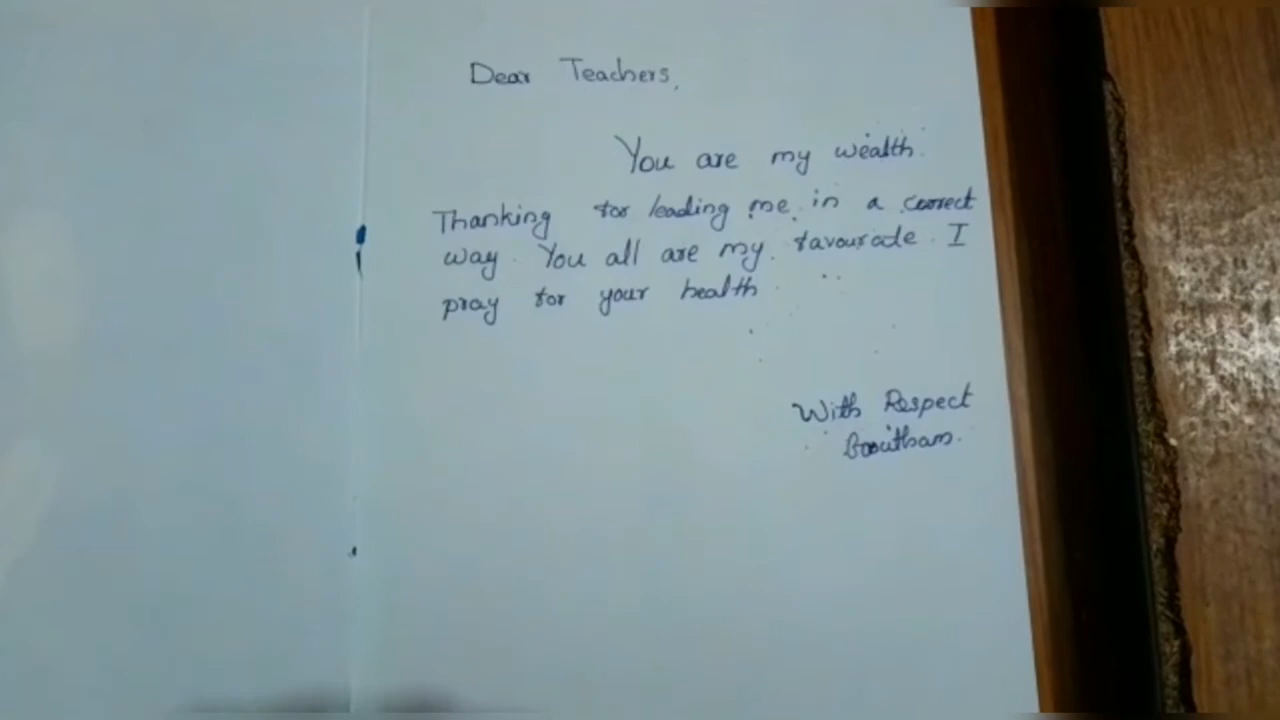 Dear Teachers,
You are my wealth.
Thanking for leading me in a correct
way. You all are my favourate. I
pray for your health
With Respect